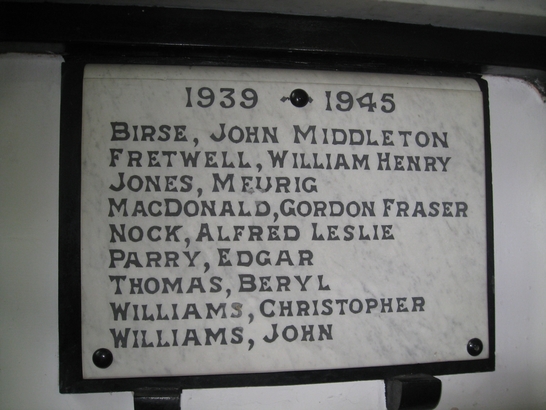 1939 1945
BIRSE, JOHN MIDDLETON
FRETWELL, WILLIAM HENRY
JONES, MEURIG
MACDONALD, GORDON FRASER
NOCK, ALFRED LESLIE
PARRY, EDGAR
THOMAS, BERYL
WILLIAMS, CHRISTOPHER
WILLIAMS, JOHN